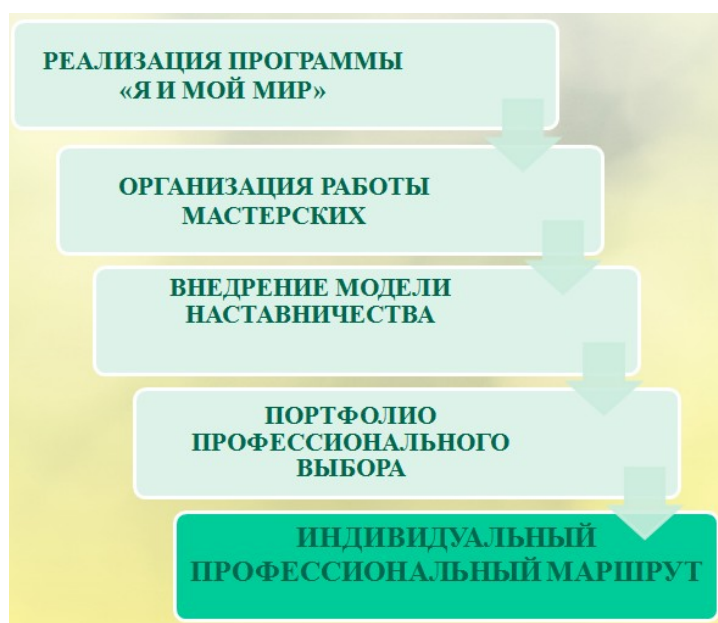 РЕАЛИЗАЦИЯ ПРОГРАММЫ
«Я И МОЙ МИР»
ОРГАНИЗАЦИЯ РАБОТЫ
МАСТЕРСКИХ
ВНЕДРЕНИЕ МОДЕЛИ
НАСТАВНИЧЕСТВА
ПОРТФОЛИО
ПРОФЕССИОНАЛЬНОГО
ВЫБОРА
ИНДИВИДУАЛЬНЫЙ
ПРОФЕССИОНАЛЬНЫЙ МАРШРУТ